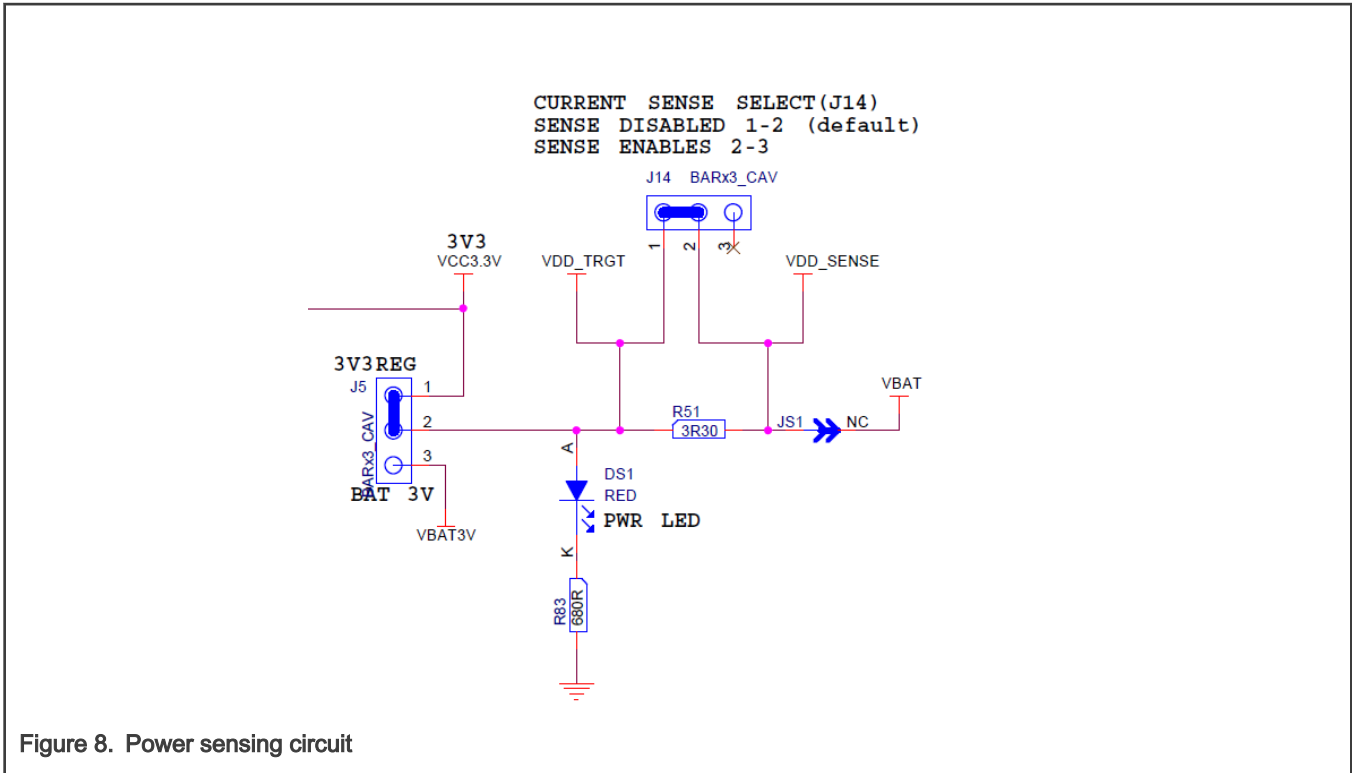 CURRENT SENSE SELECT(J14)
SENSE DISABLED 1-2 (default)
SENSE ENABLES 2-3
J14 BARx3_CAV
1 2 3
3V3
VCC3.3V
VDD_TRGT
VDD_SENSE
3V3REG
J5
1
2
3
BARx3_CAV
BAT 3V
VBAT3V
R51
3R30
JS1
NC
VBAT
A
DS1
RED
PWR LED
K
R83
680R
Figure 8. Power sensing circuit